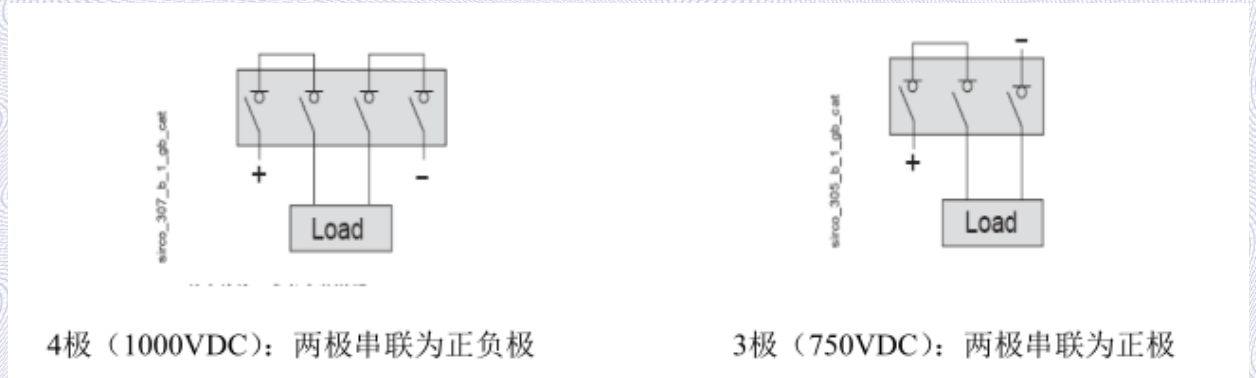 sirco_307_b_1_gb_cat
+
-
Load
sirco_305_b_1_gb_cat
-
+
Load
4极（1000VDC）：两极串联为正负极
3极（750VDC）：两极串联为正极